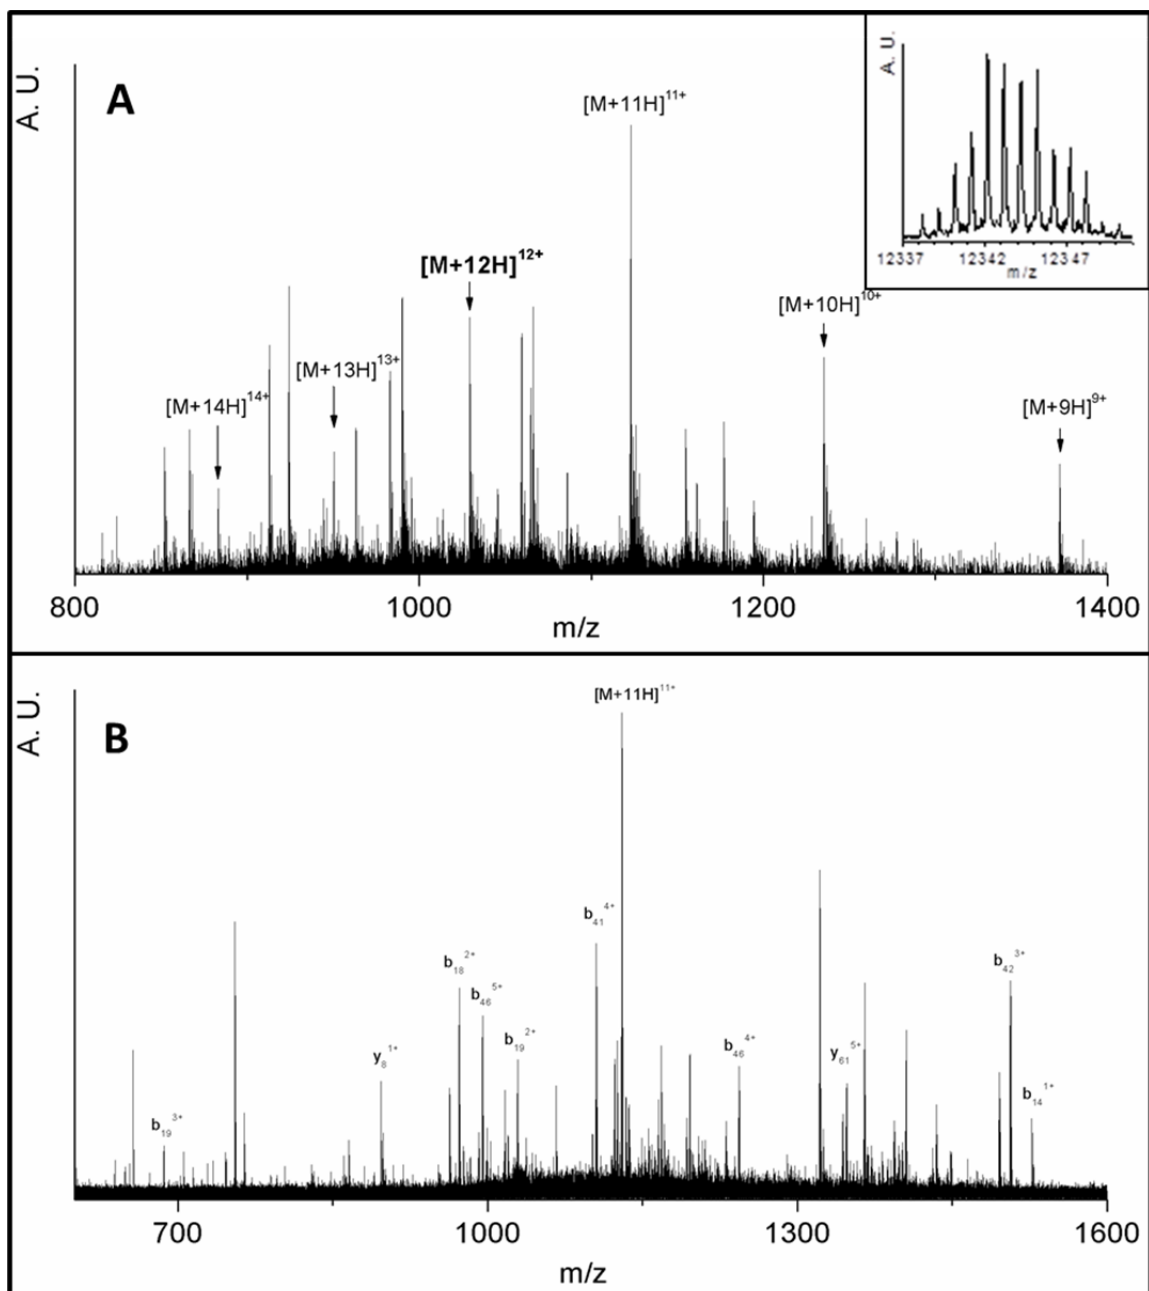 A. U.
A
[M+11H]11+
[M+12H]12+
[M+10H]10+
[M+13H]13+
[M+14H]14+
[M+9H]9+
A. U.
12337 12342 12347
m/z
800 1000 1200 1400
m/z
A. U.
B
[M+11H]11+
b41 4+
b18 2+
b42 3+
b46 5+
b19 2+
y8 1+
b46 4+
y61 5+
b14 1+
b19 3+
700 1000 1300 1600
m/z